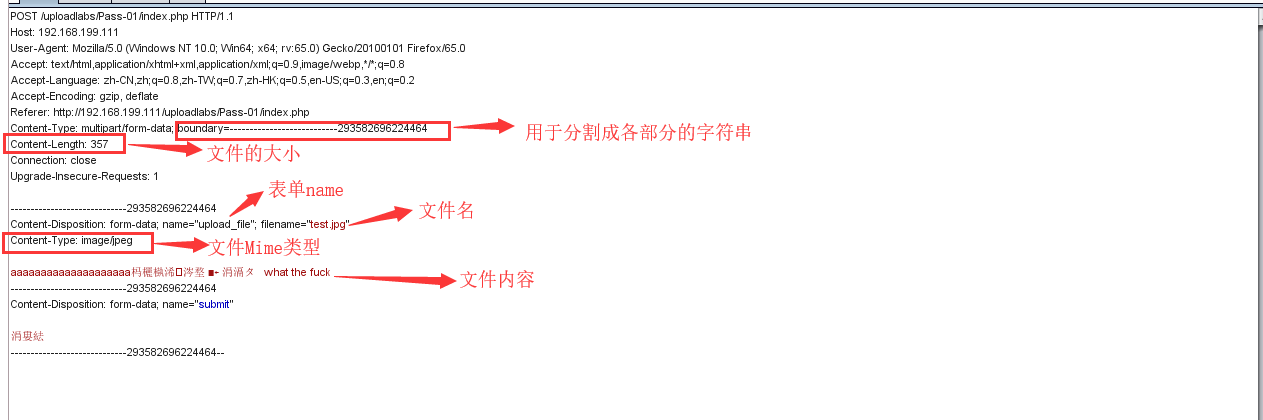 POST /uploadlabs/Pass-01/index.php HTTP/1.1
Host: 192.168.199.111
User-Agent: Mozilla/5.0 (Windows NT 10.0; Win64; x64; rv:65.0) Gecko/20100101 Firefox/65.0
Accept: text/html,application/xhtml+xml,application/xml;q=0.9,image/webp,*/*;q=0.8
Accept-Language: zh-CN,zh;q=0.8,zh-TW;q=0.7,zh-HK;q=0.5,en-US;q=0.3,en;q=0.2
Accept-Encoding: gzip, deflate
Referer: http://192.168.199.111/uploadlabs/Pass-01/index.php
Content-Type: multipart/form-data; boundary=---------------------------293582696224464 用于分割成各部分的字符串
Content-Length: 357 文件的大小
Connection: close
Upgrade-Insecure-Requests: 1
-----------------------------293582696224464 表单name
Content-Disposition: form-data; name="upload_file"; filename="test.jpg" 文件名
Content-Type: image/jpeg 文件Mime类型
aaaaaaaaaaaaaaaaaaaaa what the fuck 文件内容
-----------------------------293582696224464
Content-Disposition: form-data; name="submit"
-----------------------------293582696224464--